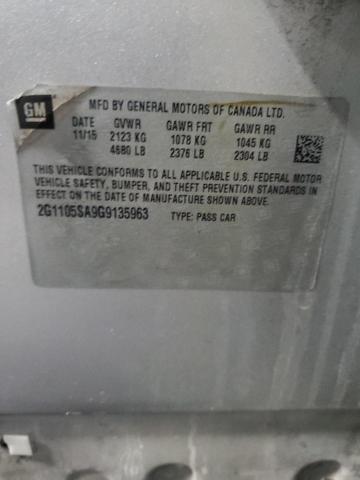 GM
MFD BY GENERAL MOTORS OF CANADA LTD.
DATE GVWR GAWR FRT GAWR RR
11/15 2123 KG 1078 KG 1045 KG
4680 LB 2376 LB 2304 LB
THIS VEHICLE CONFORMS TO ALL APPLICABLE U.S. FEDERAL MOTOR
VEHICLE SAFETY, BUMPER, AND THEFT PREVENTION STANDARDS IN
EFFECT ON THE DATE OF MANUFACTURE SHOWN ABOVE.
2G1105SA9G9135963 TYPE: PASS CAR